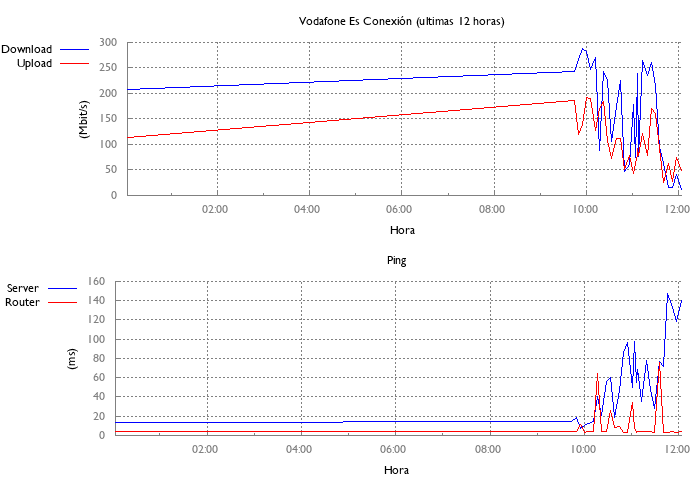 Vodafone Es Conexión (ultimas 12 horas)
Download
Upload
300
250
200
150
100
50
0
(Mbit/s)
02:00 04:00 06:00 08:00 10:00 12:00
Hora
Ping
Server
Router
160
140
120
100
80
60
40
20
0
(ms)
02:00 04:00 06:00 08:00 10:00 12:00
Hora